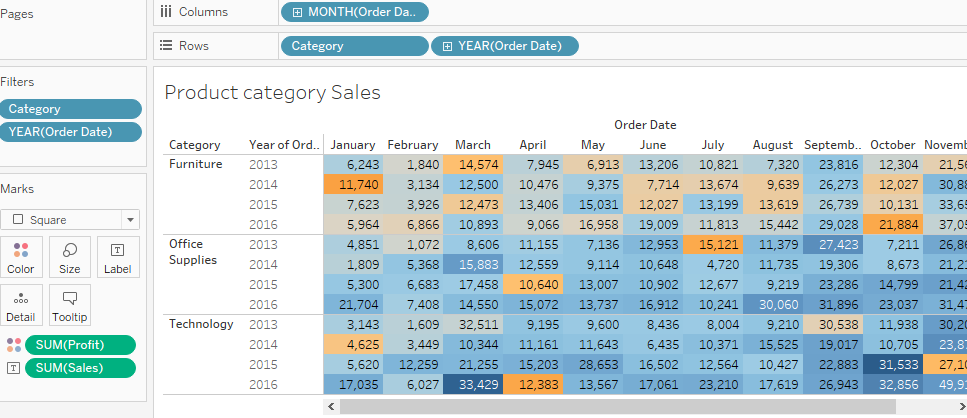 Pages
Columns
MONTH(Order Da..
Rows
Category
YEAR(Order Date)
Filters
Category
YEAR(Order Date)
Marks
Square
Color
Size
Label
Detail
Tooltip
SUM(Profit)
SUM(Sales)
Product category Sales
Order Date
Category Year of Ord.. January February March April May June July August Septemb.. October Novemb
Furniture 2013 6,243 1,840 14,574 7,945 6,913 13,206 10,821 7,320 23,816 12,304 21,56
2014 11,740 3,134 12,500 10,476 9,375 7,714 13,674 9,639 26,273 12,027 30,88
2015 7,623 3,926 12,473 13,406 15,031 12,027 13,199 13,619 26,739 10,131 33,65
2016 5,964 6,866 10,893 9,066 16,958 19,009 11,813 15,442 29,028 21,884 37,05
Office Supplies 2013 4,851 1,072 8,606 11,155 7,136 12,953 15,121 11,379 27,423 7,211 26,86
2014 1,809 5,368 15,883 12,559 9,114 10,648 4,720 11,735 19,306 8,673 21,21
2015 5,300 6,683 17,458 10,640 13,007 10,902 12,677 9,219 23,286 14,799 21,42
2016 21,704 7,408 14,550 15,072 13,737 16,912 10,241 30,060 31,896 23,037 31,47
Technology 2013 3,143 1,609 32,511 9,195 9,600 8,436 8,004 9,210 30,538 11,938 30,20
2014 4,625 3,449 10,344 11,161 11,643 6,435 10,371 15,525 19,017 10,705 23,87
2015 5,620 12,259 21,255 15,203 28,653 16,502 12,564 10,427 22,883 31,533 27,10
2016 17,035 6,027 33,429 12,383 13,567 17,061 23,210 17,619 26,943 32,856 49,91